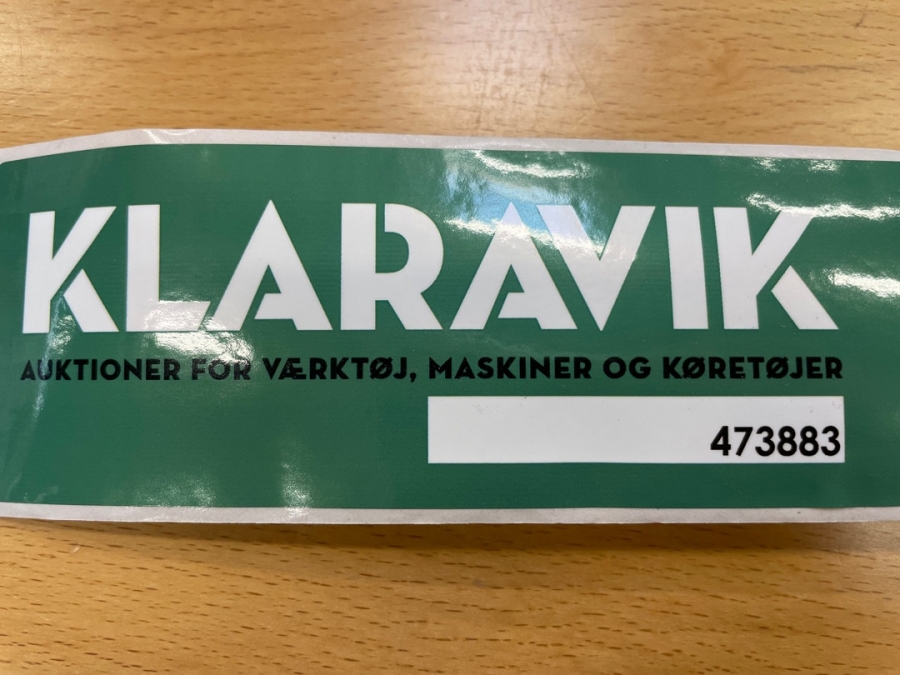 KLARAVIK
AUKTIONER FOR VÆRKTØJ, MASKINER OG KØRETØJER
473883